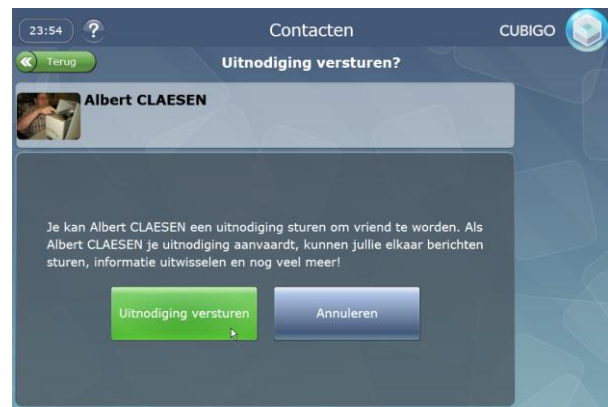 23:54
?
Contacten
CUBIGO
Terug
Uitnodiging versturen?
Albert CLAESEN
Je kan Albert CLAESEN een uitnodiging sturen om vriend te worden. Als
Albert CLAESEN je uitnodiging aanvaardt, kunnen jullie elkaar berichten
sturen, informatie uitwisselen en nog veel meer!
Uitnodiging versturen
Annuleren